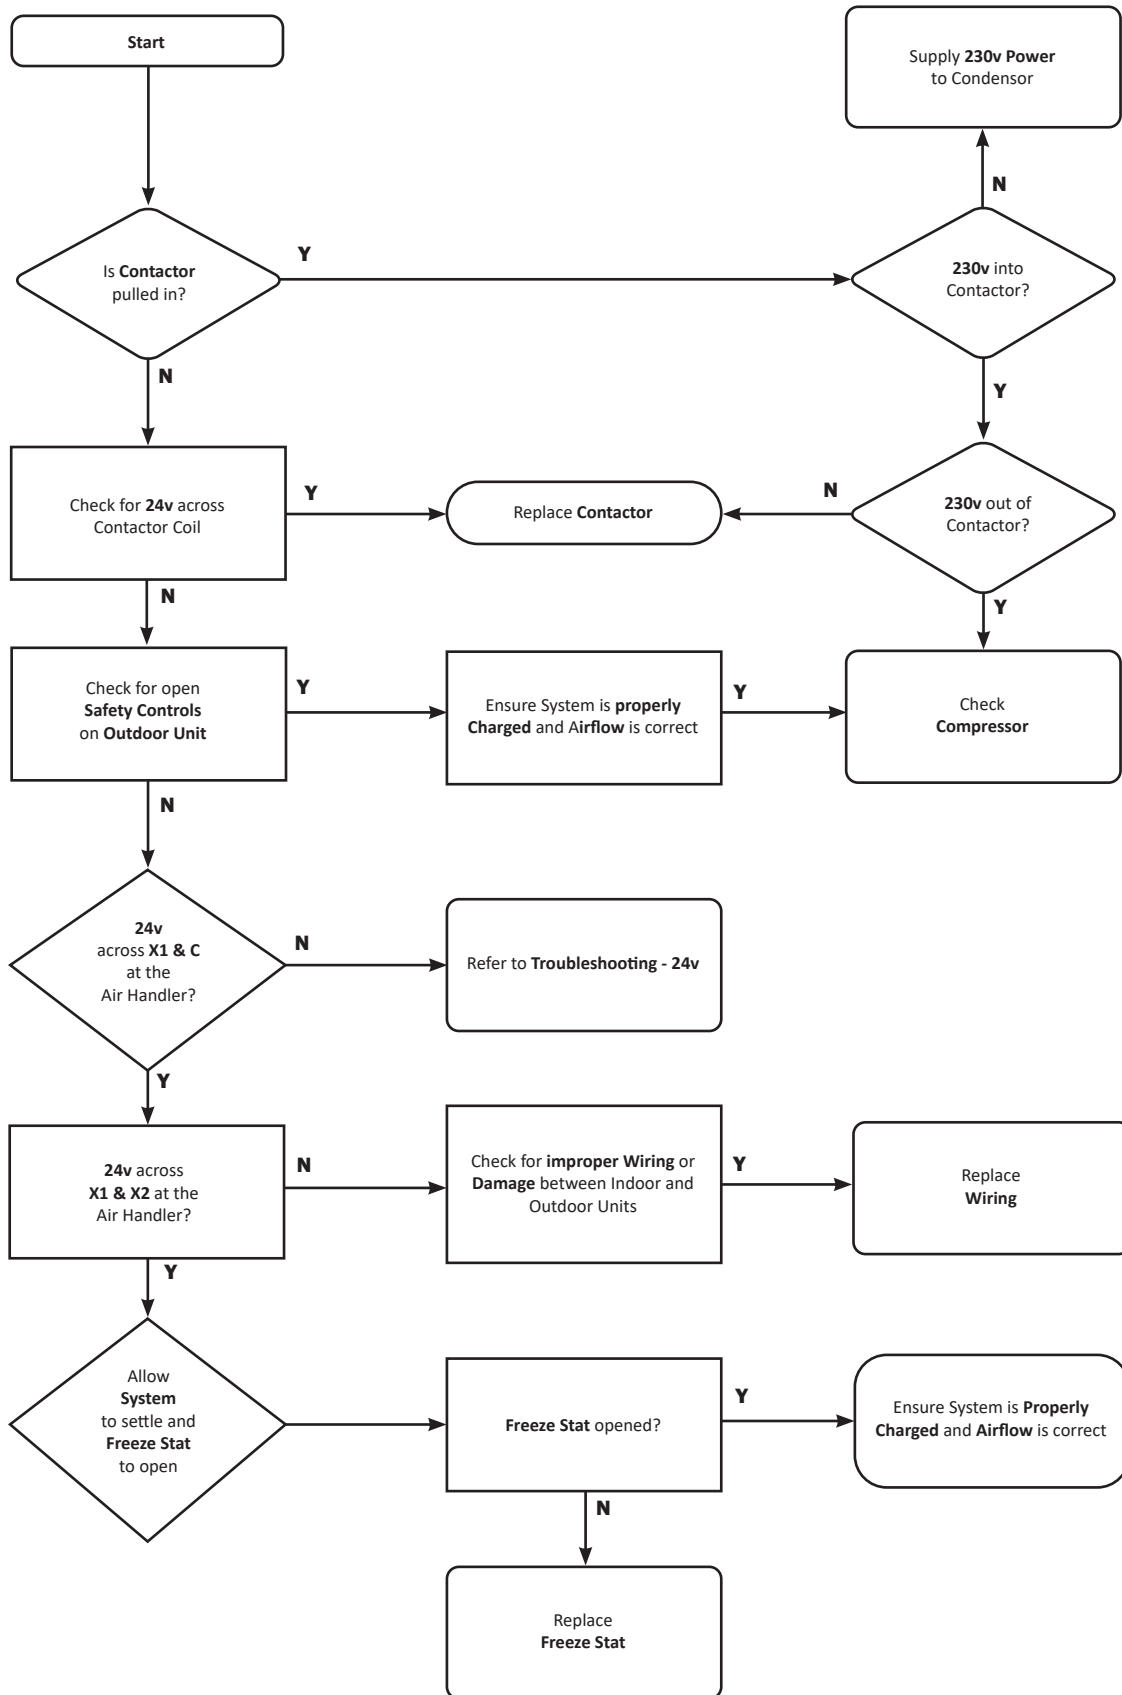 Start
Supply 230v Power
to Condensor
N
Is Contactor
pulled in?
Y
230v into
Contactor?
N
Y
Check for 24v across
Contactor Coil
Y
Replace Contactor
N
230v out of
Contactor?
N
Y
Check for open
Safety Controls
on Outdoor Unit
Y
Ensure System is properly
Charged and Airflow is correct
Y
Check
Compressor
N
24v
across X1 & C
at the
Air Handler?
N
Refer to Troubleshooting - 24v
Y
24v across
X1 & X2 at the
Air Handler?
N
Check for improper Wiring or
Damage between Indoor and
Outdoor Units
Y
Replace
Wiring
Y
Allow
System
to settle and
Freeze Stat
to open
Freeze Stat opened?
Y
Ensure System is Properly
Charged and Airflow is correct
N
Replace
Freeze Stat